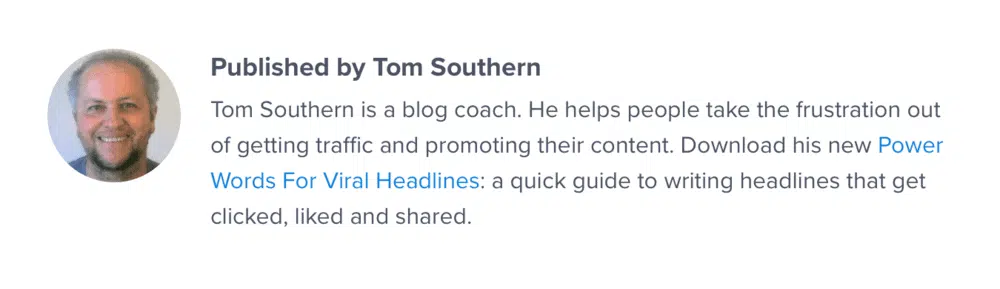 Published by Tom Southern
Tom Southern is a blog coach. He helps people take the frustration out
of getting traffic and promoting their content. Download his new Power
Words For Viral Headlines: a quick guide to writing headlines that get
clicked, liked and shared.